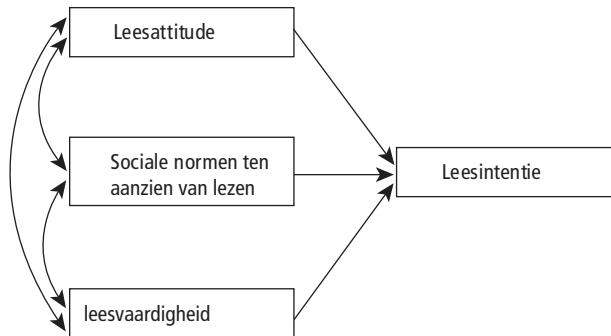 Leesattitude
Sociale normen ten
aanzien van lezen
Leesintentie
leesvaardigheid